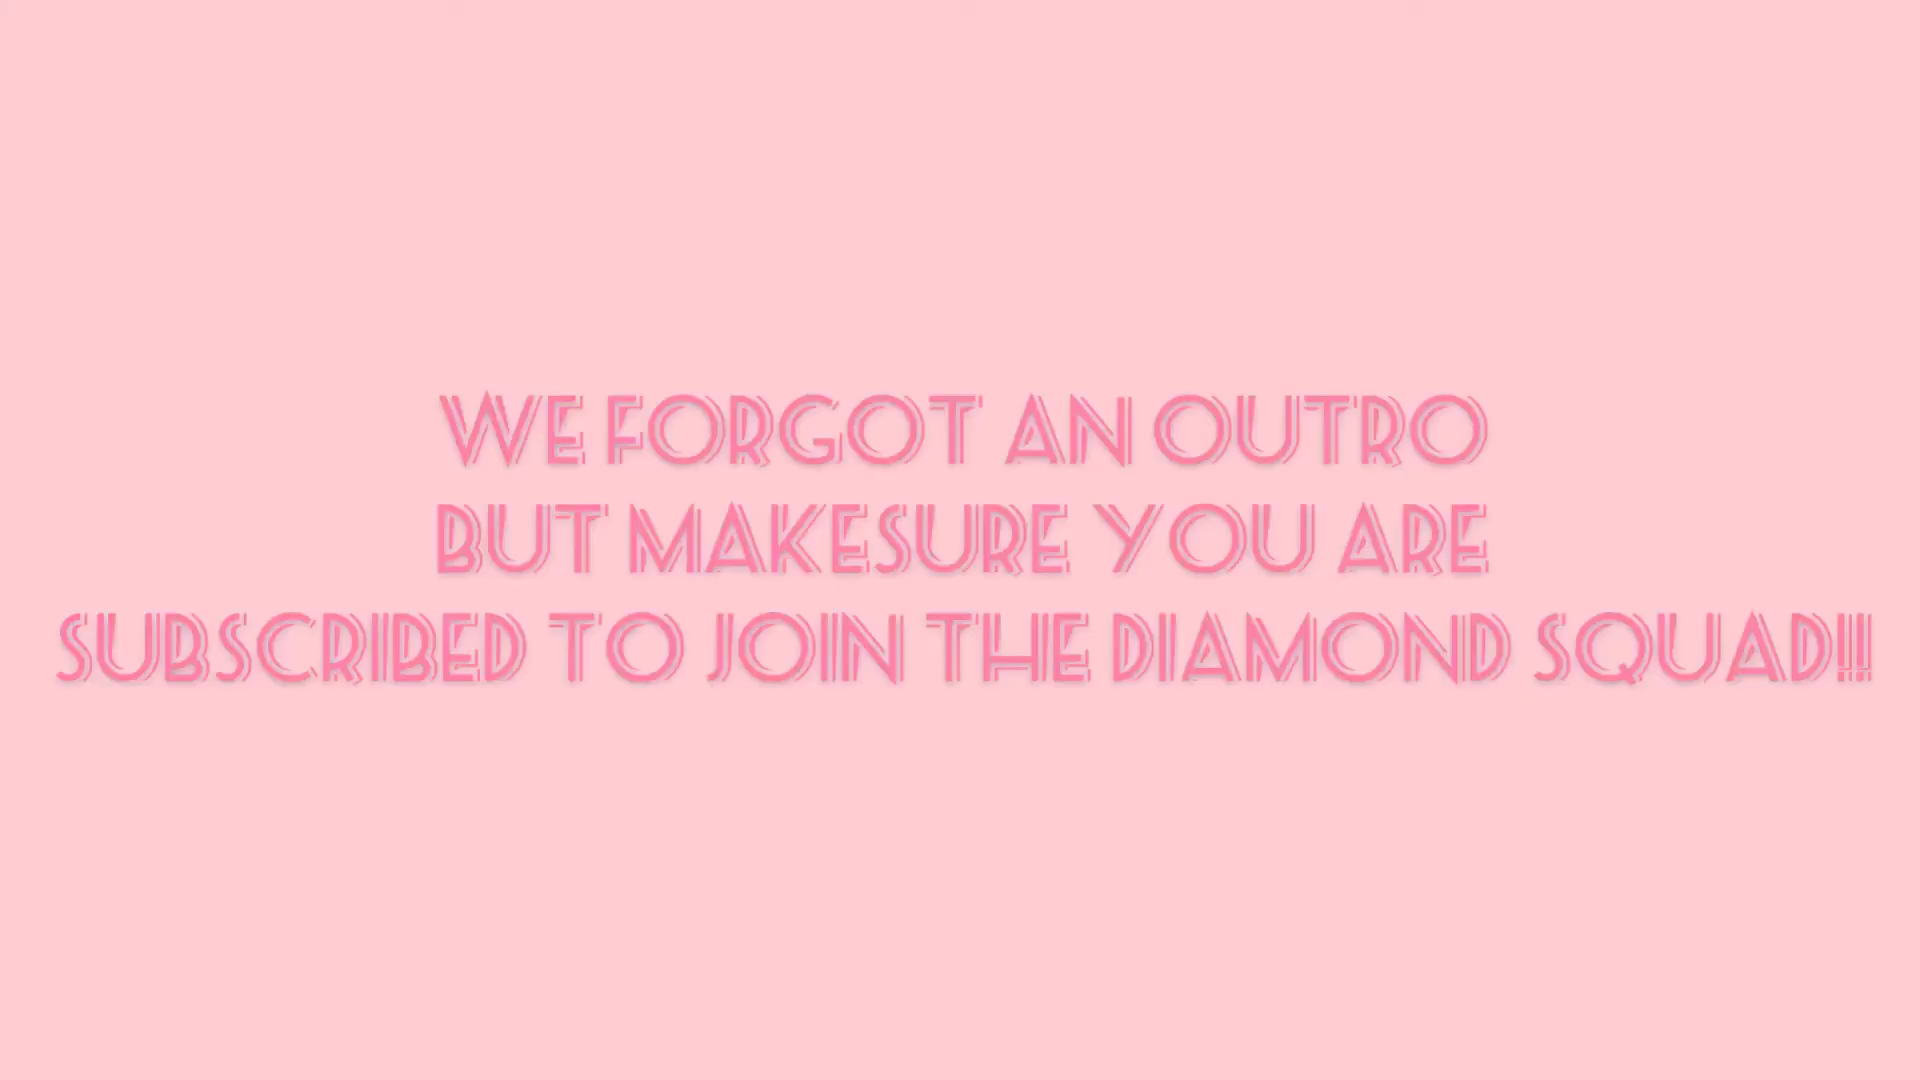 WE FORGOT AN OUTRO
BUT MAKESURE YOU ARE
SUBSCRIBED TO JOIN THE DIAMOND SQUAD!!!